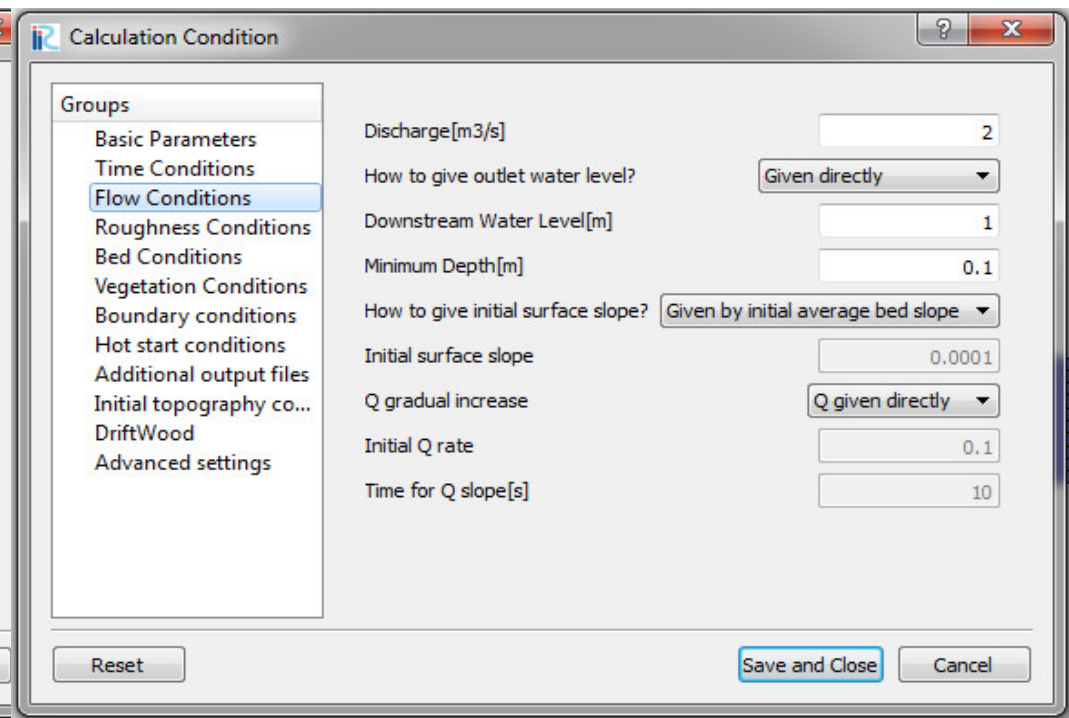 iRC Calculation Condition
Groups
Basic Parameters
Time Conditions
Flow Conditions
Roughness Conditions
Bed Conditions
Vegetation Conditions
Boundary conditions
Hot start conditions
Additional output files
Initial topography co...
DriftWood
Advanced settings
Discharge[m3/s] 2
How to give outlet water level? Given directly
Downstream Water Level[m] 1
Minimum Depth[m] 0.1
How to give initial surface slope? Given by initial average bed slope
Initial surface slope 0.0001
Q gradual increase Q given directly
Initial Q rate 0.1
Time for Q slope[s] 10
Reset Save and Close Cancel